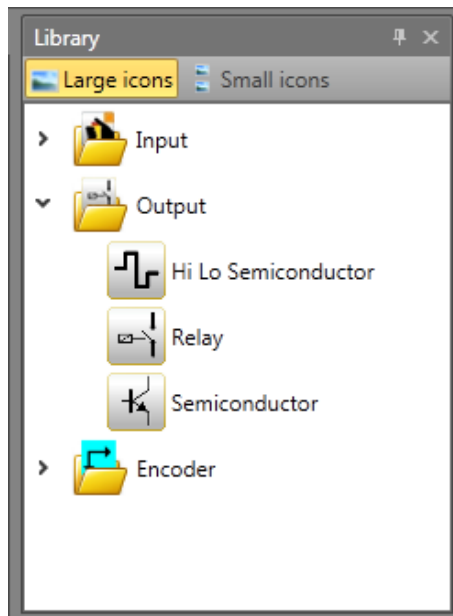 Library
Large icons Small icons
Input
Output
Hi Lo Semiconductor
Relay
Semiconductor
Encoder